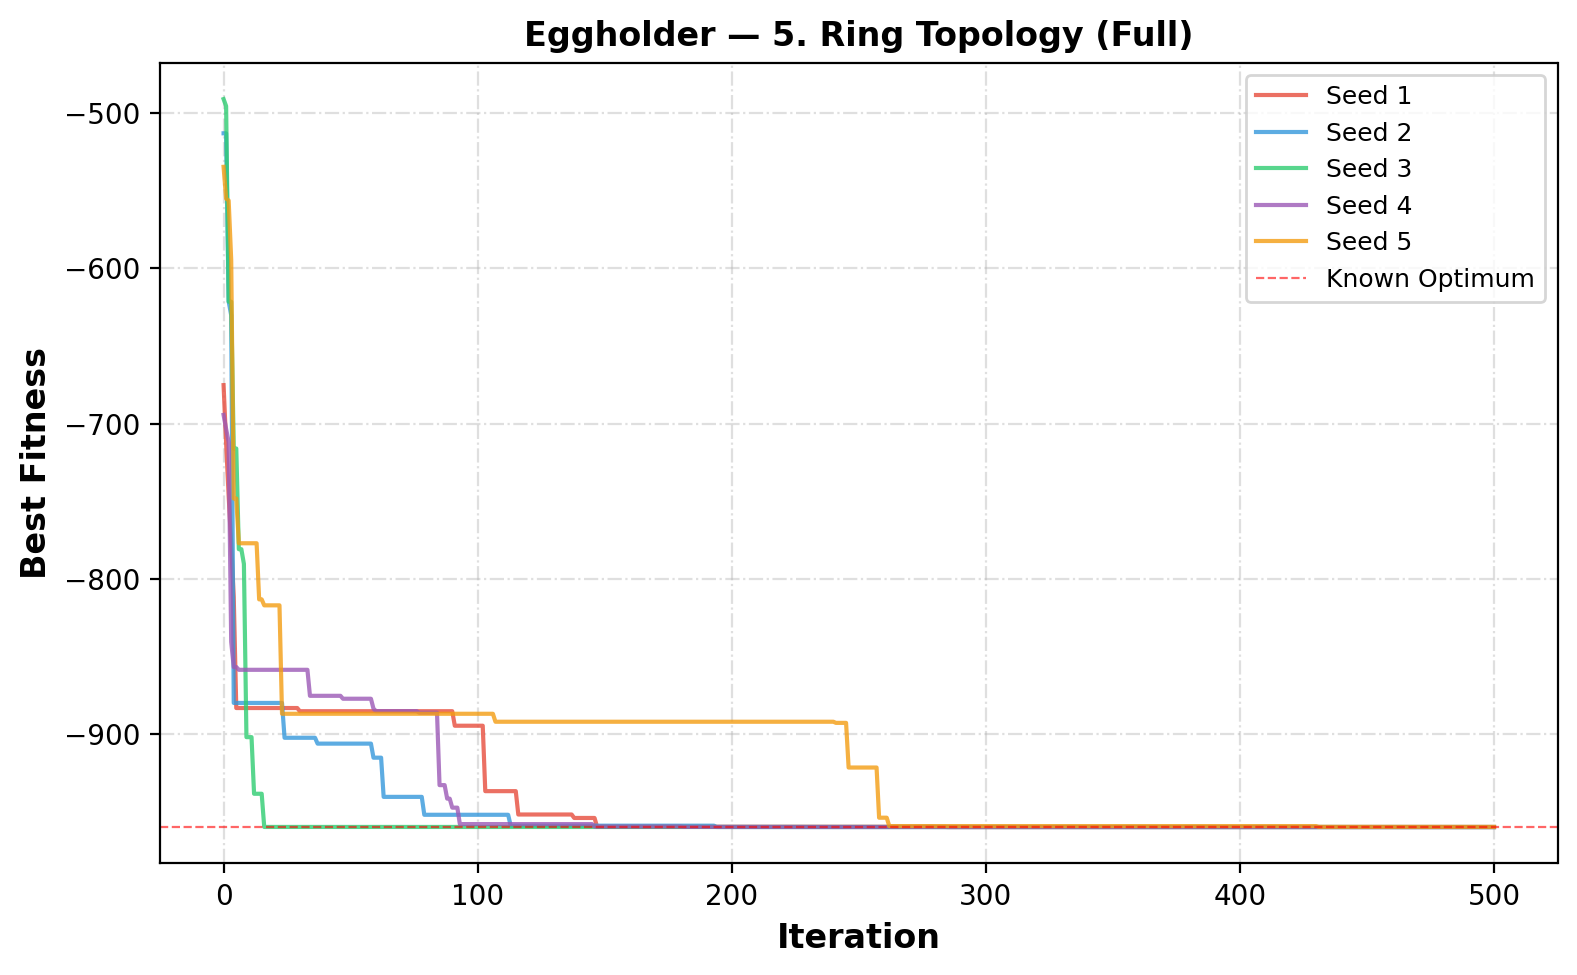 Eggholder — 5. Ring Topology (Full)
Best Fitness
−500
−600
−700
−800
−900
Seed 1
Seed 2
Seed 3
Seed 4
Seed 5
Known Optimum
0
100
200
300
400
500
Iteration